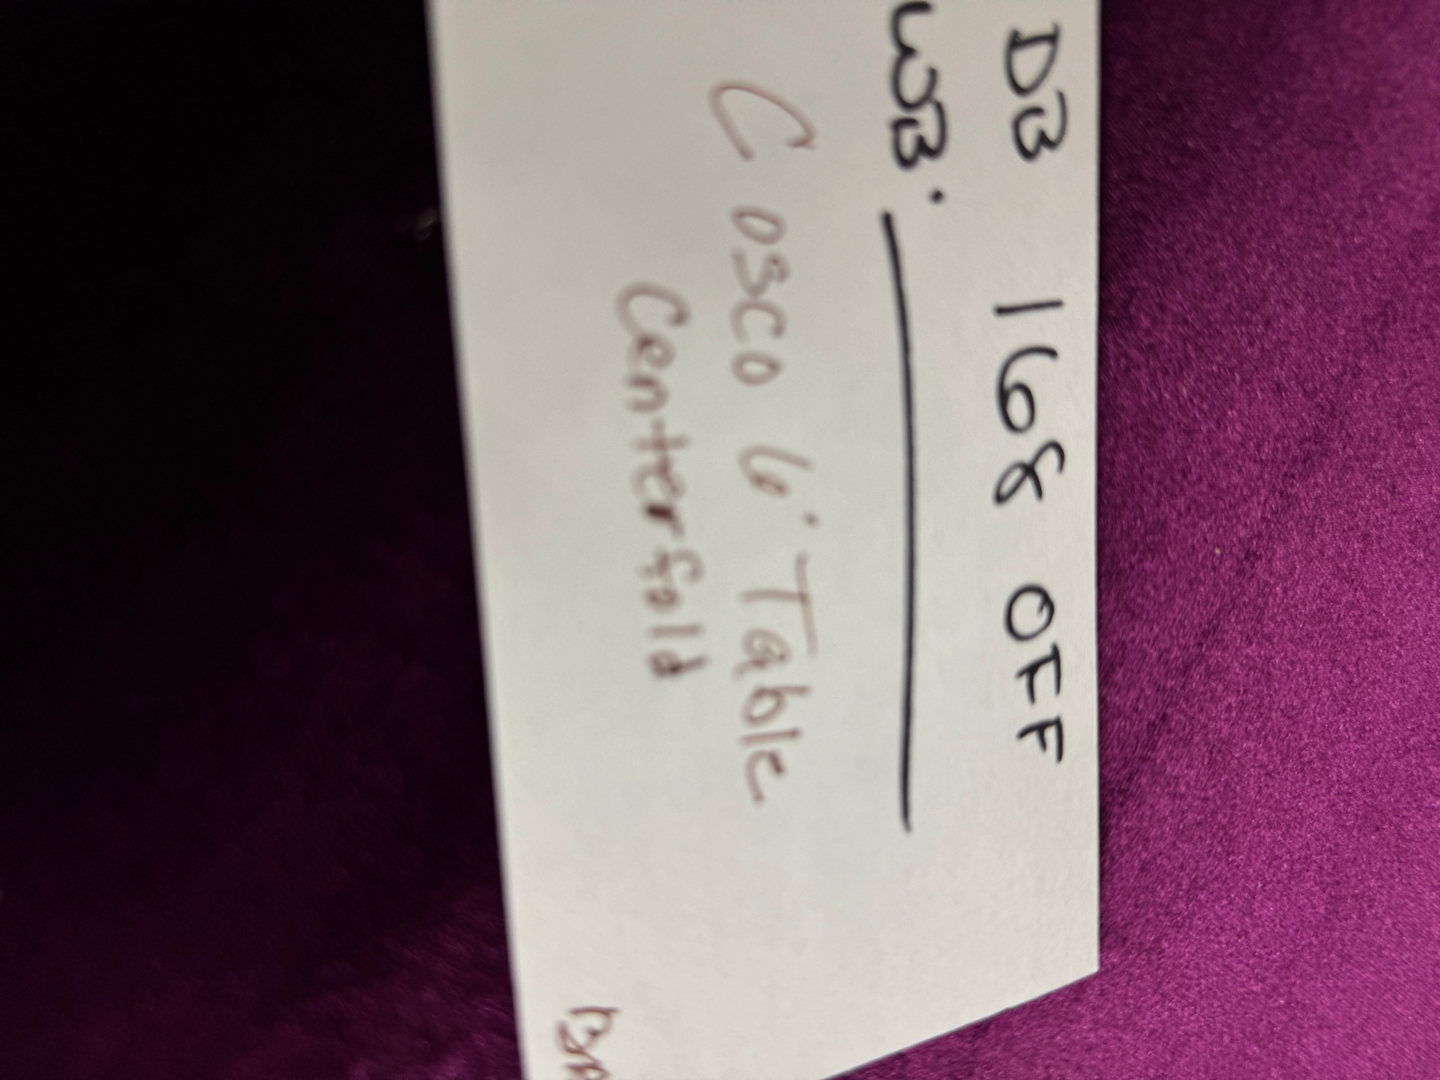 DB 168 OFF
WB.
Cosco 6' Table
Centerfold